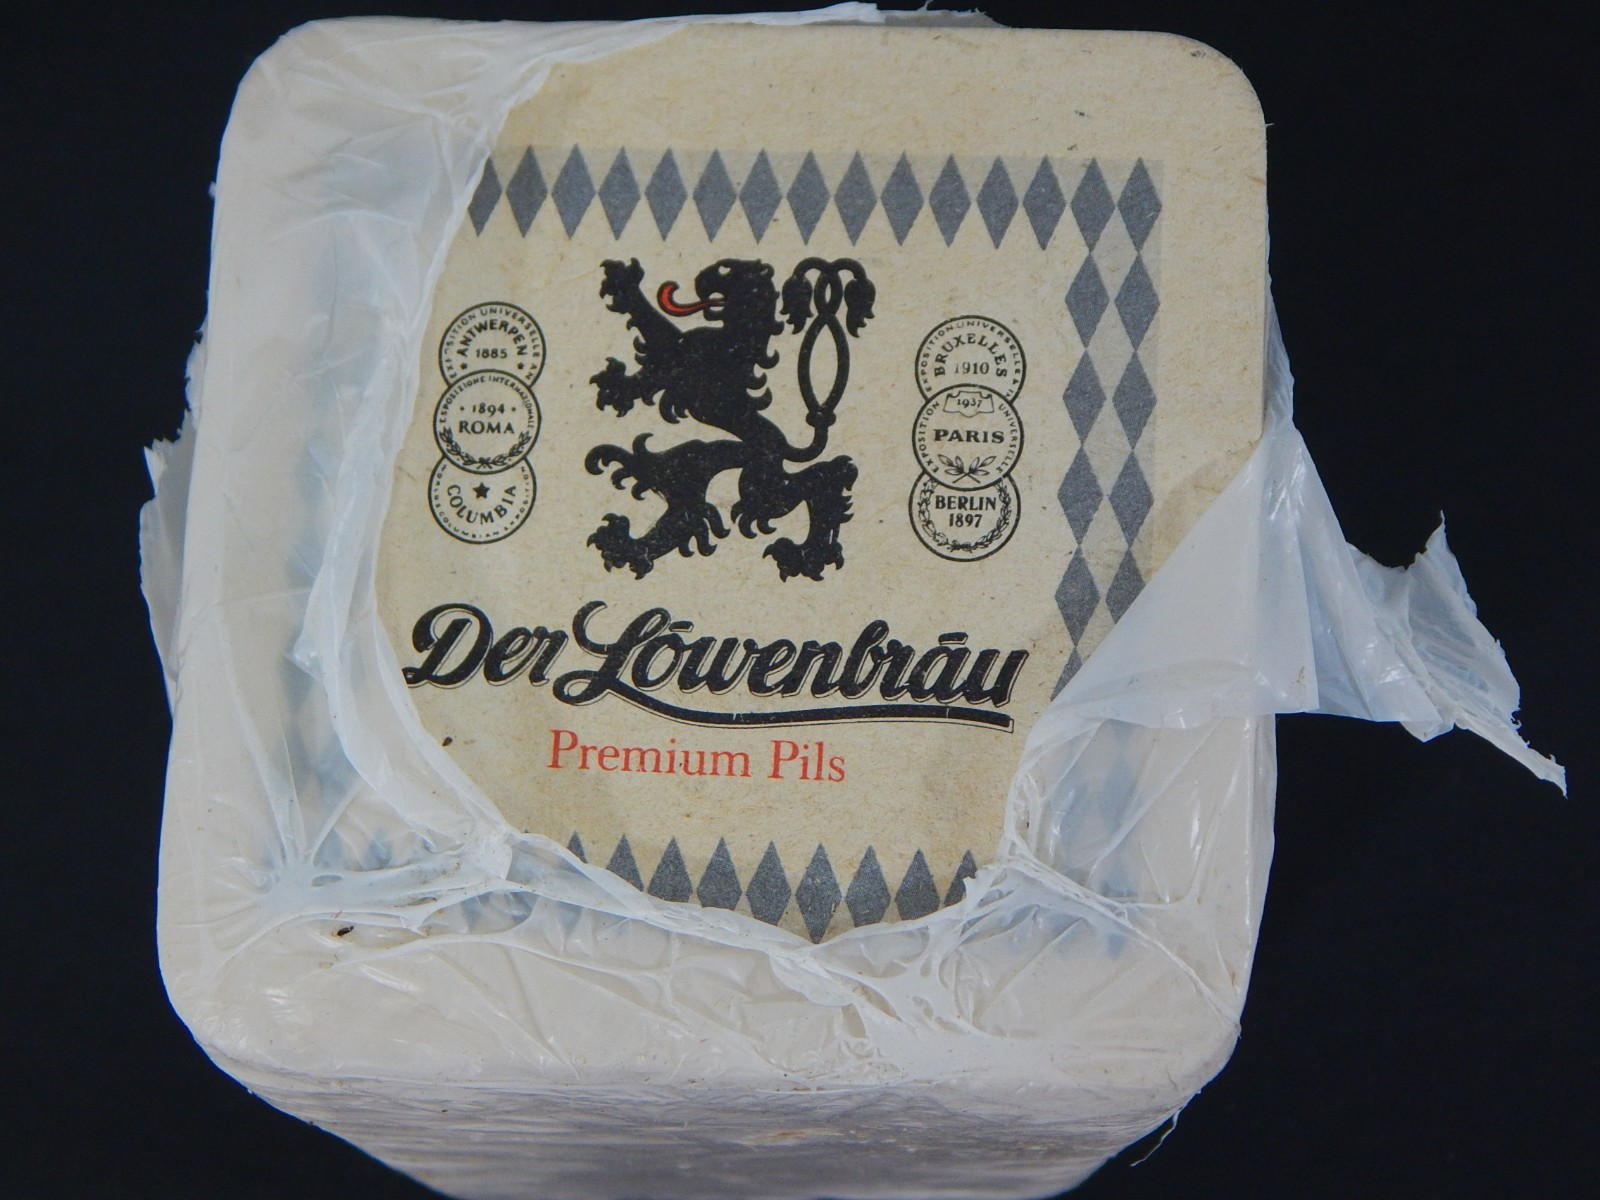 EXPOSITION UNIVERSELLE
ANTWERPEN
1885
ESPOSIZIONE INTERNAZIONALE
1894
ROMA
COLUMBIA
EXPOSITION UNIVERSELLE
BRUXELLES
1910
1937
EXPOSITION UNIVERSELLE
PARIS
BERLIN
1897
Der Löwenbräu
Premium Pils